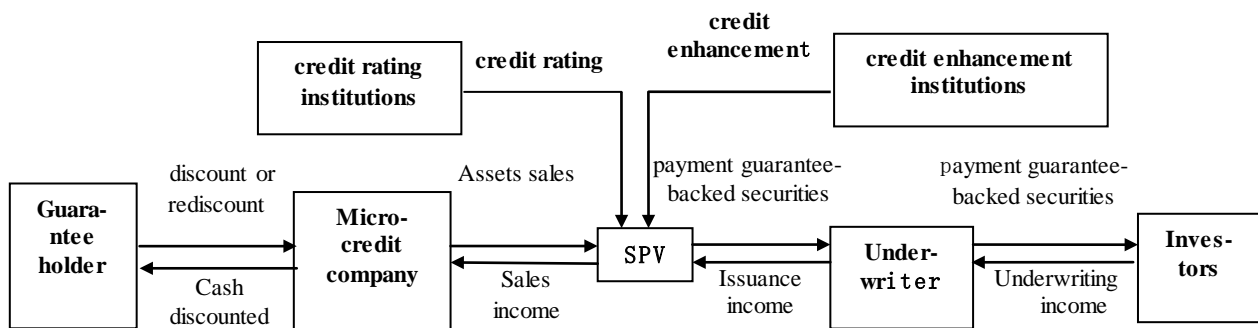 credit rating
institutions
credit rating
credit
enhancement
credit enhancement
institutions
Guara-
ntee
holder
discount or
rediscount
Cash
discounted
Micro-
credit
company
Assets sales
Sales
income
SPV
payment guarantee-
backed securities
Issuance
income
Under-
writer
payment guarantee-
backed securities
Underwriting
income
Inves-
tors